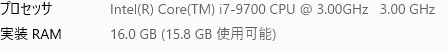 プロセッサ Intel(R) Core(TM) i7-9700 CPU @ 3.00GHz 3.00 GHz
実装 RAM 16.0 GB (15.8 GB 使用可能)